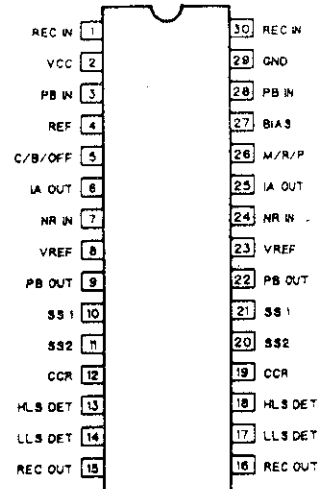 REC IN 1 30 REC IN
VCC 2 29 GND
PB IN 3 28 PB IN
REF 4 27 BIAS
C/B/OFF 5 26 M/R/P
IA OUT 6 25 IA OUT
NR IN 7 24 NR IN
VREF 8 23 VREF
PB OUT 9 22 PB OUT
SS1 10 21 SS1
SS2 11 20 SS2
CCR 12 19 CCR
HLS DET 13 18 HLS DET
LLS DET 14 17 LLS DET
REC OUT 15 16 REC OUT